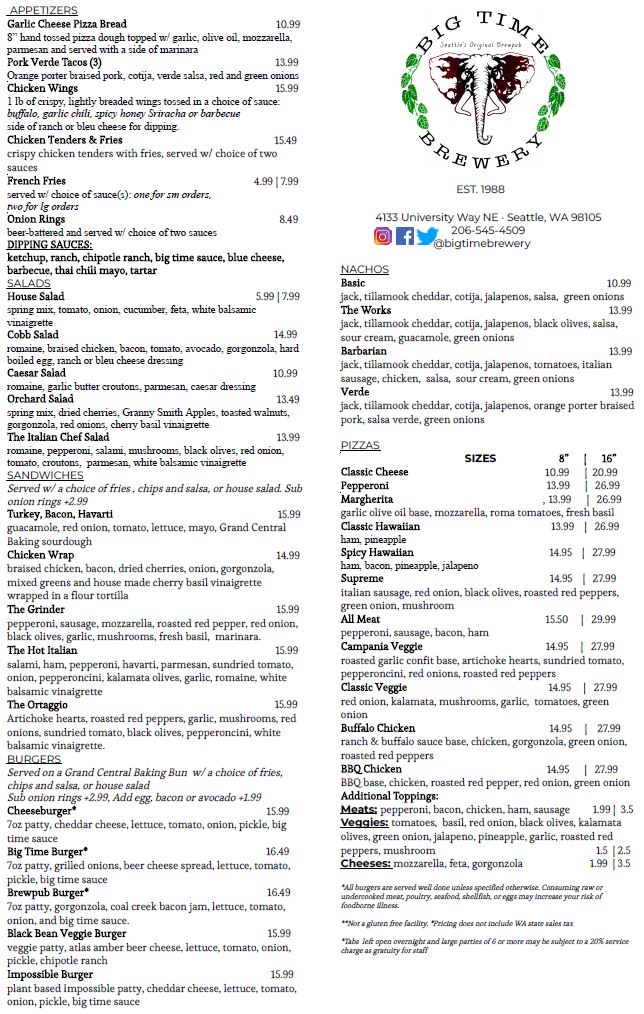 APPETIZERS
Garlic Cheese Pizza Bread 10.99
8” hand tossed pizza dough topped w/ garlic, olive oil, mozzarella,
parmesan and served with a side of marinara
Pork Verde Tacos (3) 13.99
Orange porter braised pork, cotija, verde salsa, red and green onions
Chicken Wings 15.99
1 lb of crispy, lightly breaded wings tossed in a choice of sauce:
buffalo, garlic chili, spicy honey Sriracha or barbecue
side of ranch or bleu cheese for dipping.
Chicken Tenders & Fries 15.49
crispy chicken tenders with fries, served w/ choice of two
sauces
French Fries 4.99 | 7.99
served w/ choice of sauce(s): one for sm orders,
two for lg orders
Onion Rings 8.49
beer-battered and served w/ choice of two sauces
DIPPING SAUCES:
ketchup, ranch, chipotle ranch, big time sauce, blue cheese,
barbecue, thai chili mayo, tartar
SALADS
House Salad 5.99 | 7.99
spring mix, tomato, onion, cucumber, feta, white balsamic
vinaigrette
Cobb Salad 14.99
romaine, braised chicken, bacon, tomato, avocado, gorgonzola, hard
boiled egg, ranch or bleu cheese dressing
Caesar Salad 10.99
romaine, garlic butter croutons, parmesan, caesar dressing
Orchard Salad 13.49
spring mix, dried cherries, Granny Smith Apples, toasted walnuts,
gorgonzola, red onions, cherry basil vinaigrette
The Italian Chef Salad 13.99
romaine, pepperoni, salami, mushrooms, black olives, red onion,
tomato, croutons, parmesan, white balsamic vinaigrette
SANDWICHES
Served w/ a choice of fries , chips and salsa, or house salad. Sub
onion rings +2.99
Turkey, Bacon, Havarti 15.99
guacamole, red onion, tomato, lettuce, mayo, Grand Central
Baking sourdough
Chicken Wrap 14.99
braised chicken, bacon, dried cherries, onion, gorgonzola,
mixed greens and house made cherry basil vinaigrette
wrapped in a flour tortilla
The Grinder 15.99
pepperoni, sausage, mozzarella, roasted red pepper, red onion,
black olives, garlic, mushrooms, fresh basil, marinara.
The Hot Italian 15.99
salami, ham, pepperoni, havarti, parmesan, sundried tomato,
onion, pepperoncini, kalamata olives, garlic, romaine, white
balsamic vinaigrette
The Ortaggio 15.99
Artichoke hearts, roasted red peppers, garlic, mushrooms, red
onions, sundried tomato, black olives, pepperoncini, white
balsamic vinaigrette.
BURGERS
Served on a Grand Central Baking Bun w/ a choice of fries,
chips and salsa, or house salad
Sub onion rings +2.99, Add egg, bacon or avocado +1.99
Cheeseburger* 15.99
7oz patty, cheddar cheese, lettuce, tomato, onion, pickle, big
time sauce
Big Time Burger* 16.49
7oz patty, grilled onions, beer cheese spread, lettuce, tomato,
pickle, big time sauce
Brewpub Burger* 16.49
7oz patty, gorgonzola, coal creek bacon jam, lettuce, tomato,
onion, and big time sauce.
Black Bean Veggie Burger 15.99
veggie patty, atlas amber beer cheese, lettuce, tomato, onion,
pickle, chipotle ranch
Impossible Burger 15.99
plant based Impossible patty, cheddar cheese, lettuce, tomato,
onion, pickle, big time sauce
BIG TIME
Seattle's Original Brewpub
BREWERY
EST. 1988
4133 University Way NE · Seattle, WA 98105
206-545-4509
@bigtimebrewery
NACHOS
Basic 10.99
jack, tillamook cheddar, cotija, jalapenos, salsa, green onions
The Works 13.99
jack, tillamook cheddar, cotija, jalapenos, black olives, salsa,
sour cream, guacamole, green onions
Barbarian 13.99
jack, tillamook cheddar, cotija, jalapenos, tomatoes, italian
sausage, chicken, salsa, sour cream, green onions
Verde 13.99
jack, tillamook cheddar, cotija, jalapenos, orange porter braised
pork, salsa verde, green onions
PIZZAS
SIZES 8” | 16”
Classic Cheese 10.99 | 20.99
Pepperoni 13.99 | 26.99
Margherita , 13.99 | 26.99
garlic olive oil base, mozzarella, roma tomatoes, fresh basil
Classic Hawaiian 13.99 | 26.99
ham, pineapple
Spicy Hawaiian 14.95 | 27.99
ham, bacon, pineapple, jalapeno
Supreme 14.95 | 27.99
italian sausage, red onion, black olives, roasted red peppers,
green onion, mushroom
All Meat 15.50 | 29.99
pepperoni, sausage, bacon, ham
Campania Veggie 14.95 | 27.99
roasted garlic confit base, artichoke hearts, sundried tomato,
pepperoncini, red onions, roasted red peppers
Classic Veggie 14.95 | 27.99
red onion, kalamata, mushrooms, garlic, tomatoes, green
onion
Buffalo Chicken 14.95 | 27.99
ranch & buffalo sauce base, chicken, gorgonzola, green onion,
roasted red peppers
BBQ Chicken 14.95 | 27.99
BBQ base, chicken, roasted red pepper, red onion, green onion
Additional Toppings:
Meats: pepperoni, bacon, chicken, ham, sausage 1.99 | 3.5
Veggies: tomatoes, basil, red onion, black olives, kalamata
olives, green onion, jalapeno, pineapple, garlic, roasted red
peppers, mushroom 1.5 | 2.5
Cheeses: mozzarella, feta, gorgonzola 1.99 | 3.5
*All burgers are served well done unless specified otherwise. Consuming raw or
undercooked meat, poultry, seafood, shellfish, or eggs may increase your risk of
foodborne illness.
**Not a gluten free facility. *Pricing does not include WA state sales tax
*Tabs left open overnight and large parties of 6 or more may be subject to a 20% service
charge as gratuity for staff